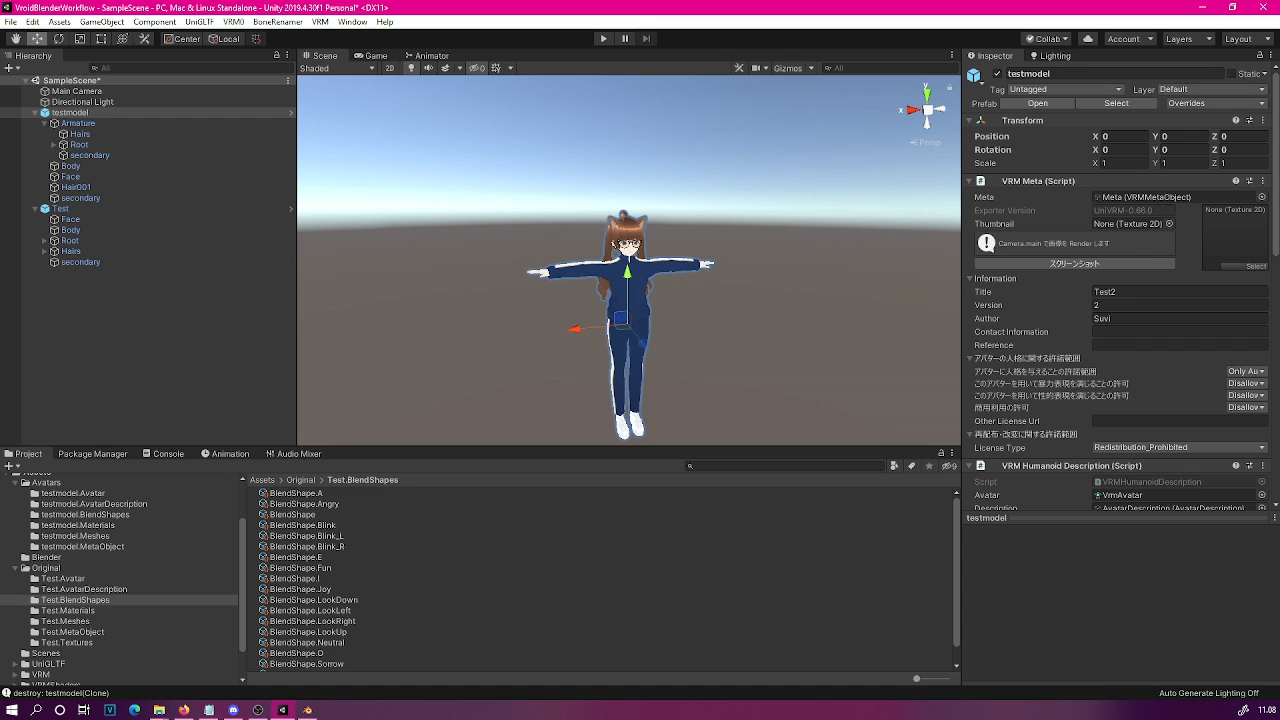 VroidBlenderWorkflow - SampleScene - PC, Mac & Linux Standalone - Unity 2019.4.30f1 Personal* <DX11>
File Edit Assets GameObject Component UniGLTF VRM0 BoneRenamer VRM Window Help
Center Local Collab Account Layers Layout
Hierarchy
All
SampleScene*
Main Camera
Directional Light
testmodel
Armature
Hairs
Root
secondary
Body
Face
Hair001
secondary
Test
Face
Body
Root
Hairs
secondary
Scene Game Animator
Shaded 2D 0 Gizmos All
y
x
Persp
Inspector Lighting
testmodel Static
Tag Untagged Layer Default
Prefab Open Select Overrides
Transform
Position X 0 Y 0 Z 0
Rotation X 0 Y 0 Z 0
Scale X 1 Y 1 Z 1
VRM Meta (Script)
Meta Meta (VRMMetaObject)
Exporter Version UniVRM-0.66.0 None (Texture 2D)
Thumbnail None (Texture 2D)
Camera.main で画像を Render します
スクリーンショット Select
Information
Title Test2
Version 2
Author Suvi
Contact Information
Reference
アバターの人格に関する許諾範囲
アバターに人格を与えることの許諾範囲 Only Au
このアバターを用いて暴力表現を演じることの許可 Disallow
このアバターを用いて性的表現を演じることの許可 Disallow
商用利用の許可 Disallow
Other License Url
再配布・改変に関する許諾範囲
License Type Redistribution_Prohibited
VRM Humanoid Description (Script)
Script VRMHumanoidDescription
Avatar VrmAvatar
Description AvatarDescription (AvatarDescription)
testmodel
Project Package Manager Console Animation Audio Mixer
9
Assets
Avatars
testmodel.Avatar
testmodel.AvatarDescription
testmodel.BlendShapes
testmodel.Materials
testmodel.Meshes
testmodel.MetaObject
Blender
Original
Test.Avatar
Test.AvatarDescription
Test.BlendShapes
Test.Materials
Test.Meshes
Test.MetaObject
Test.Textures
Scenes
UniGLTF
VRM
VRMShaders
Assets > Original > Test.BlendShapes
BlendShape.A
BlendShape.Angry
BlendShape
BlendShape.Blink
BlendShape.Blink_L
BlendShape.Blink_R
BlendShape.E
BlendShape.Fun
BlendShape.I
BlendShape.Joy
BlendShape.LookDown
BlendShape.LookLeft
BlendShape.LookRight
BlendShape.LookUp
BlendShape.Neutral
BlendShape.O
BlendShape.Sorrow
destroy: testmodel(Clone) Auto Generate Lighting Off
11.08